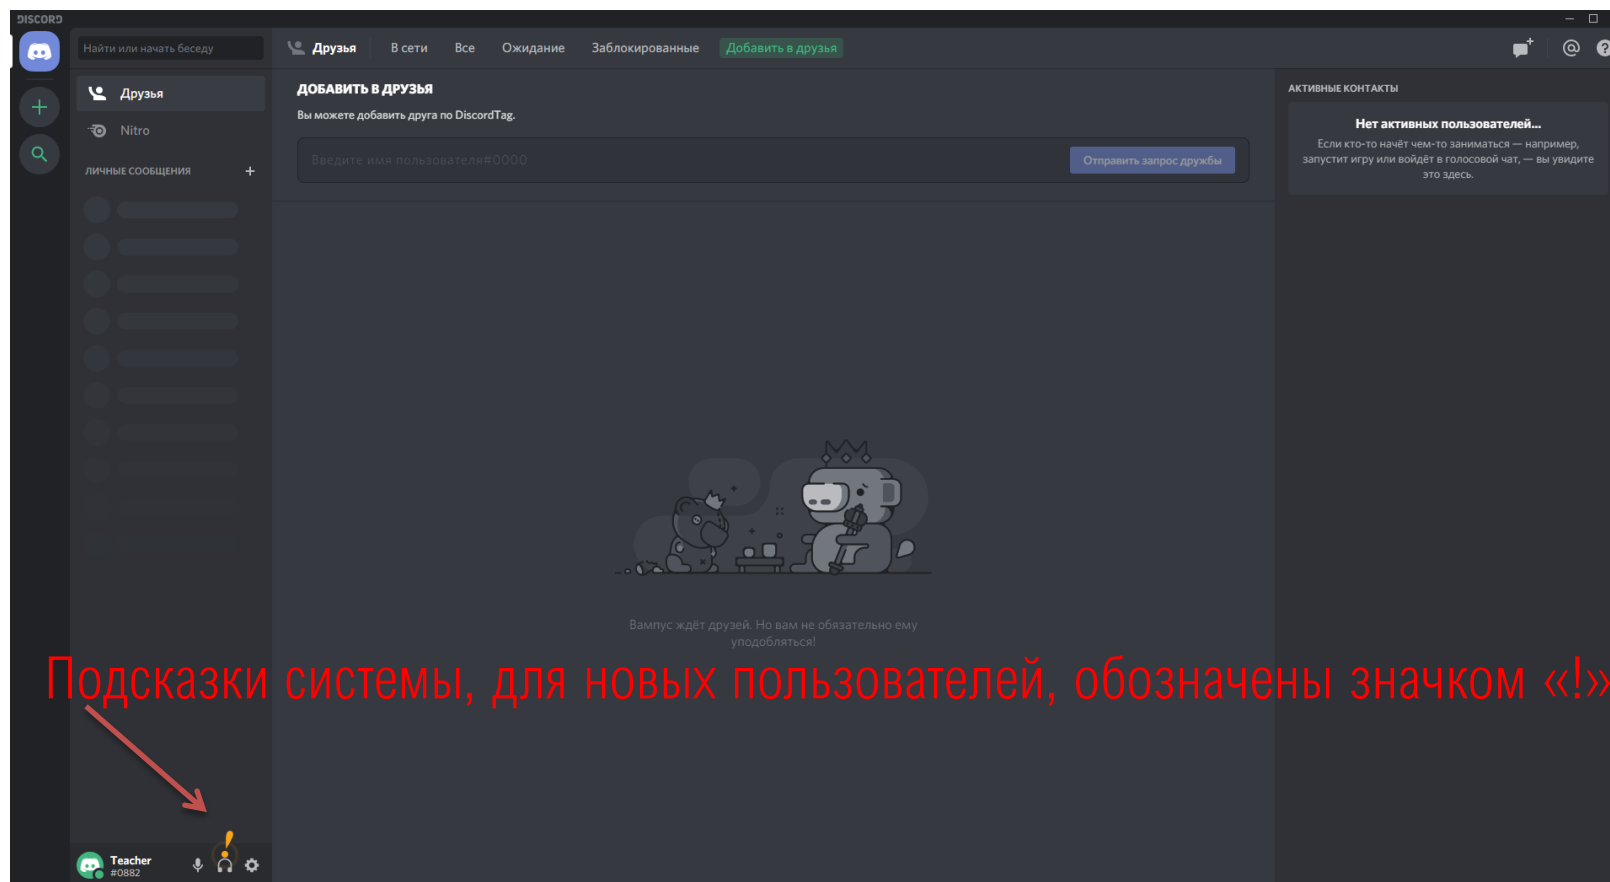 DISCORD
Найти или начать беседу
Друзья
В сети
Все
Ожидание
Заблокированные
Добавить в друзья
Друзья
Nitro
ЛИЧНЫЕ СООБЩЕНИЯ
ДОБАВИТЬ В ДРУЗЬЯ
Вы можете добавить друга по DiscordTag.
Введите имя пользователя#0000
Отправить запрос дружбы
АКТИВНЫЕ КОНТАКТЫ
Нет активных пользователей...
Если кто-то начнёт чем-то заниматься — например,
запустит игру или войдёт в голосовой чат, — вы увидите
это здесь.
Вампус ждёт друзей. Но вам не обязательно ему
уподобляться!
Подсказки системы, для новых пользователей, обозначены значком «!»
Teacher
#0882